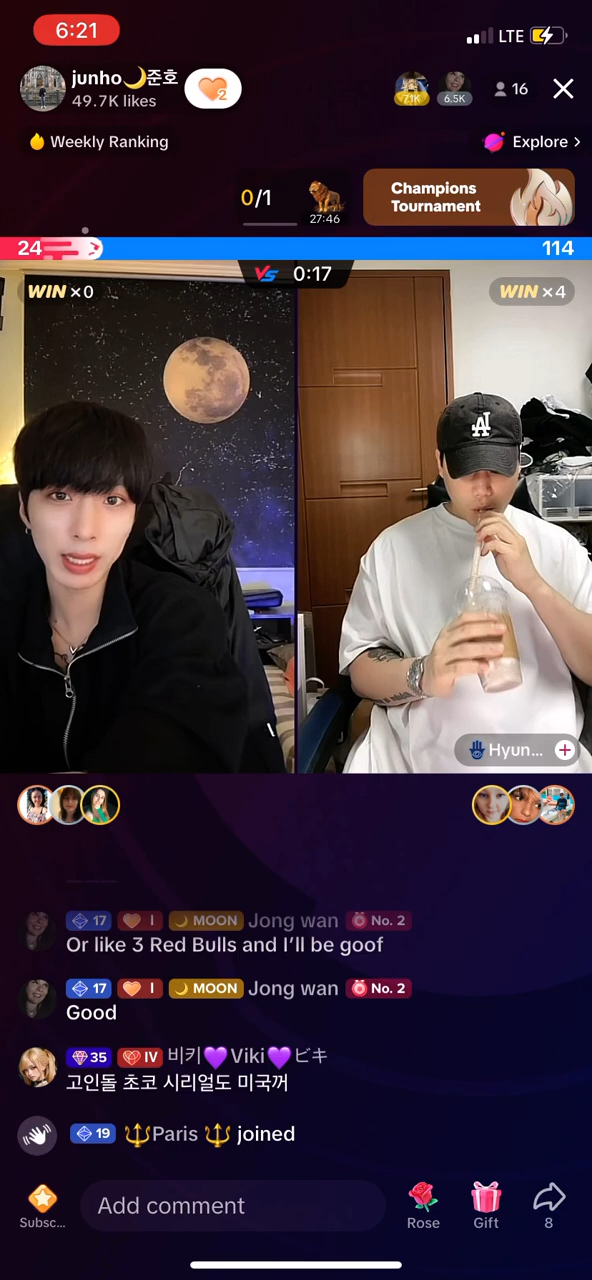 6:21
LTE
junho🌙준호
49.7K likes
2
7.1K
6.5K
16
Weekly Ranking
Explore >
0/1
27:46
Champions
Tournament
24
114
VS 0:17
WIN ×0
WIN ×4
LA
Hyun...
17 I MOON Jong wan No. 2
Or like 3 Red Bulls and I'll be goof
17 I MOON Jong wan No. 2
Good
35 IV 비키💜Viki💜ビキ
고인돌 초코 시리얼도 미국꺼
19 🔱Paris 🔱 joined
Subsc...
Add comment
Rose
Gift
8